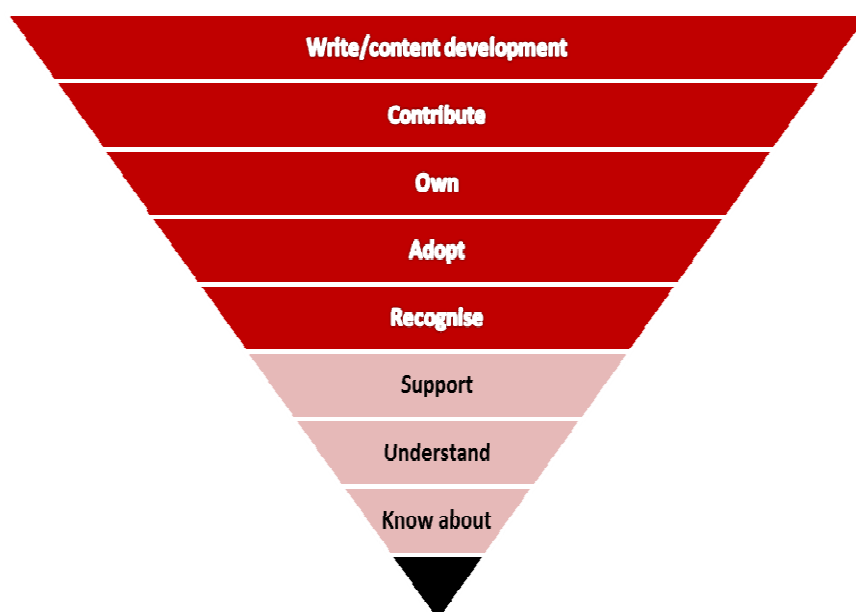 Write/content development
Contribute
Own
Adopt
Recognise
Support
Understand
Know about